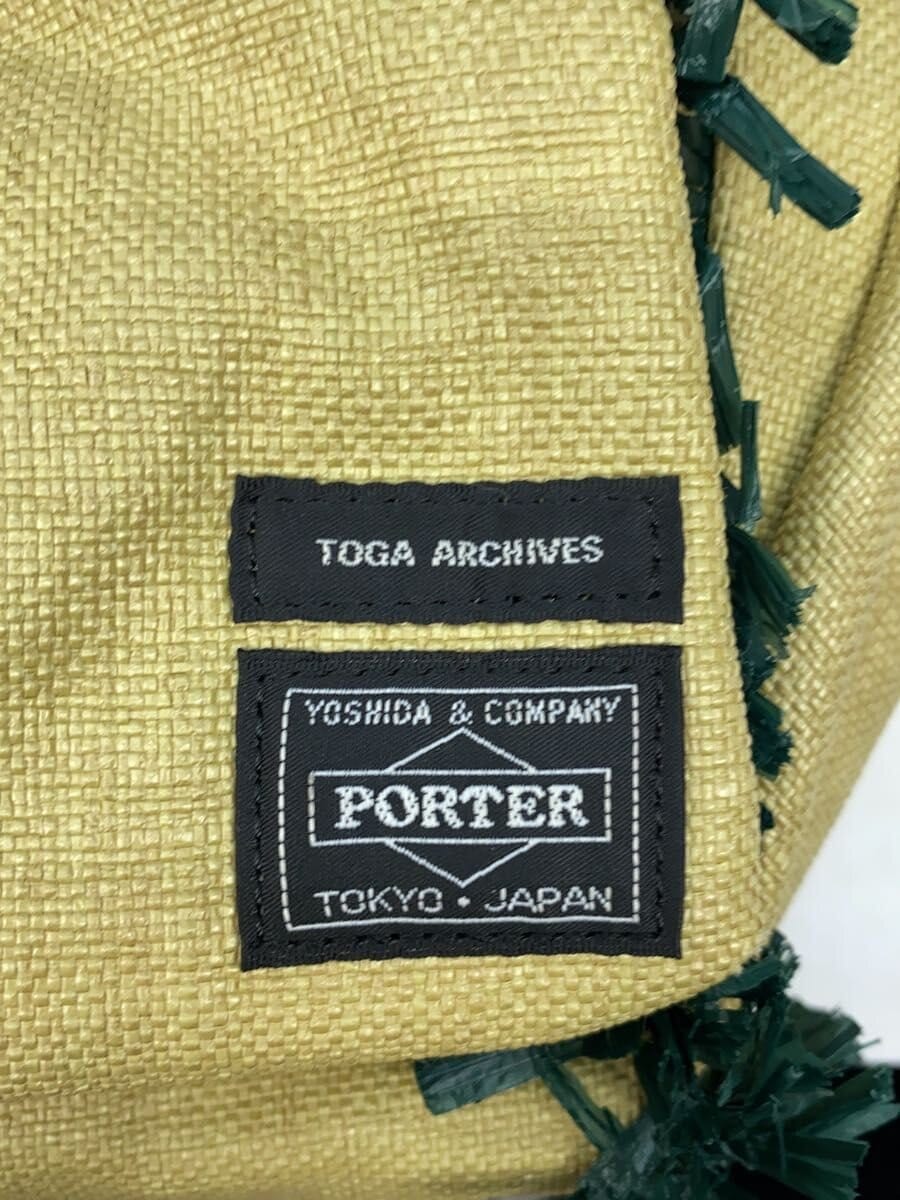 TOGA ARCHIVES
YOSHIDA & COMPANY
PORTER
TOKYO · JAPAN